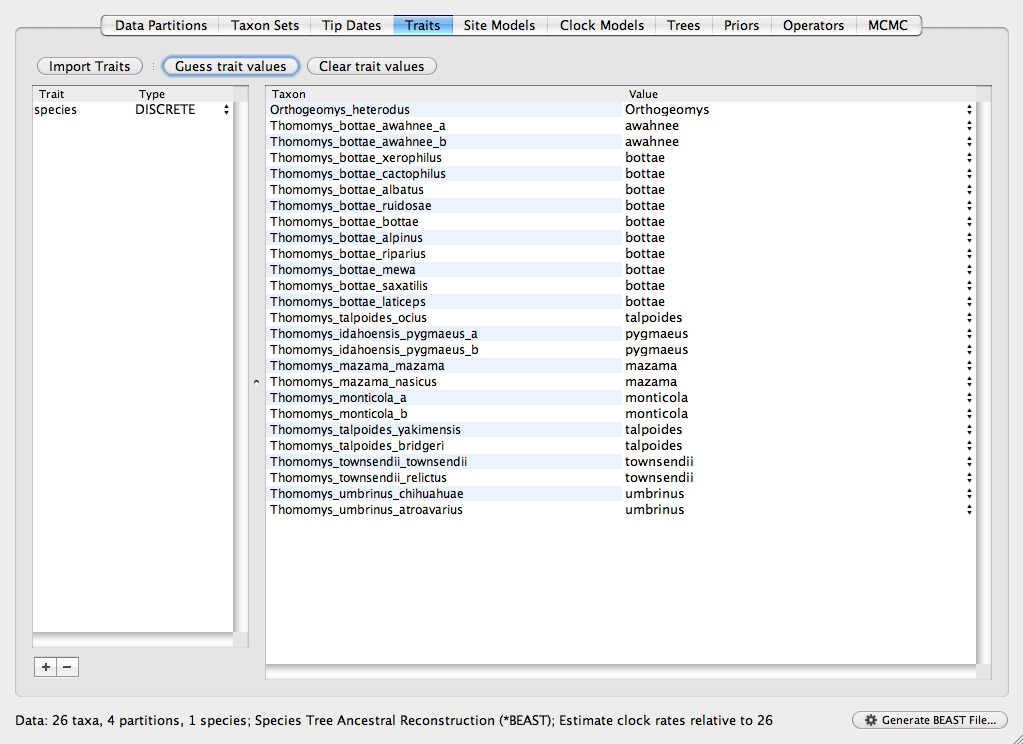 Data Partitions Taxon Sets Tip Dates Traits Site Models Clock Models Trees Priors Operators MCMC
Import Traits Guess trait values Clear trait values
Trait Type Taxon Value
species DISCRETE Orthogeomys_heterodus Orthogeomys
Thomomys_bottae_awahnee_a awahnee
Thomomys_bottae_awahnee_b awahnee
Thomomys_bottae_xerophilus bottae
Thomomys_bottae_cactophilus bottae
Thomomys_bottae_albatus bottae
Thomomys_bottae_ruidosae bottae
Thomomys_bottae_bottae bottae
Thomomys_bottae_alpinus bottae
Thomomys_bottae_riparius bottae
Thomomys_bottae_mewa bottae
Thomomys_bottae_saxatilis bottae
Thomomys_bottae_laticeps bottae
Thomomys_talpoides_ocius talpoides
Thomomys_idahoensis_pygmaeus_a pygmaeus
Thomomys_idahoensis_pygmaeus_b pygmaeus
Thomomys_mazama_mazama mazama
Thomomys_mazama_nasicus mazama
Thomomys_monticola_a monticola
Thomomys_monticola_b monticola
Thomomys_talpoides_yakimensis talpoides
Thomomys_talpoides_bridgeri talpoides
Thomomys_townsendii_townsendii townsendii
Thomomys_townsendii_relictus townsendii
Thomomys_umbrinus_chihuahuae umbrinus
Thomomys_umbrinus_atroavarius umbrinus
+ −
Data: 26 taxa, 4 partitions, 1 species; Species Tree Ancestral Reconstruction (*BEAST); Estimate clock rates relative to 26
Generate BEAST File...